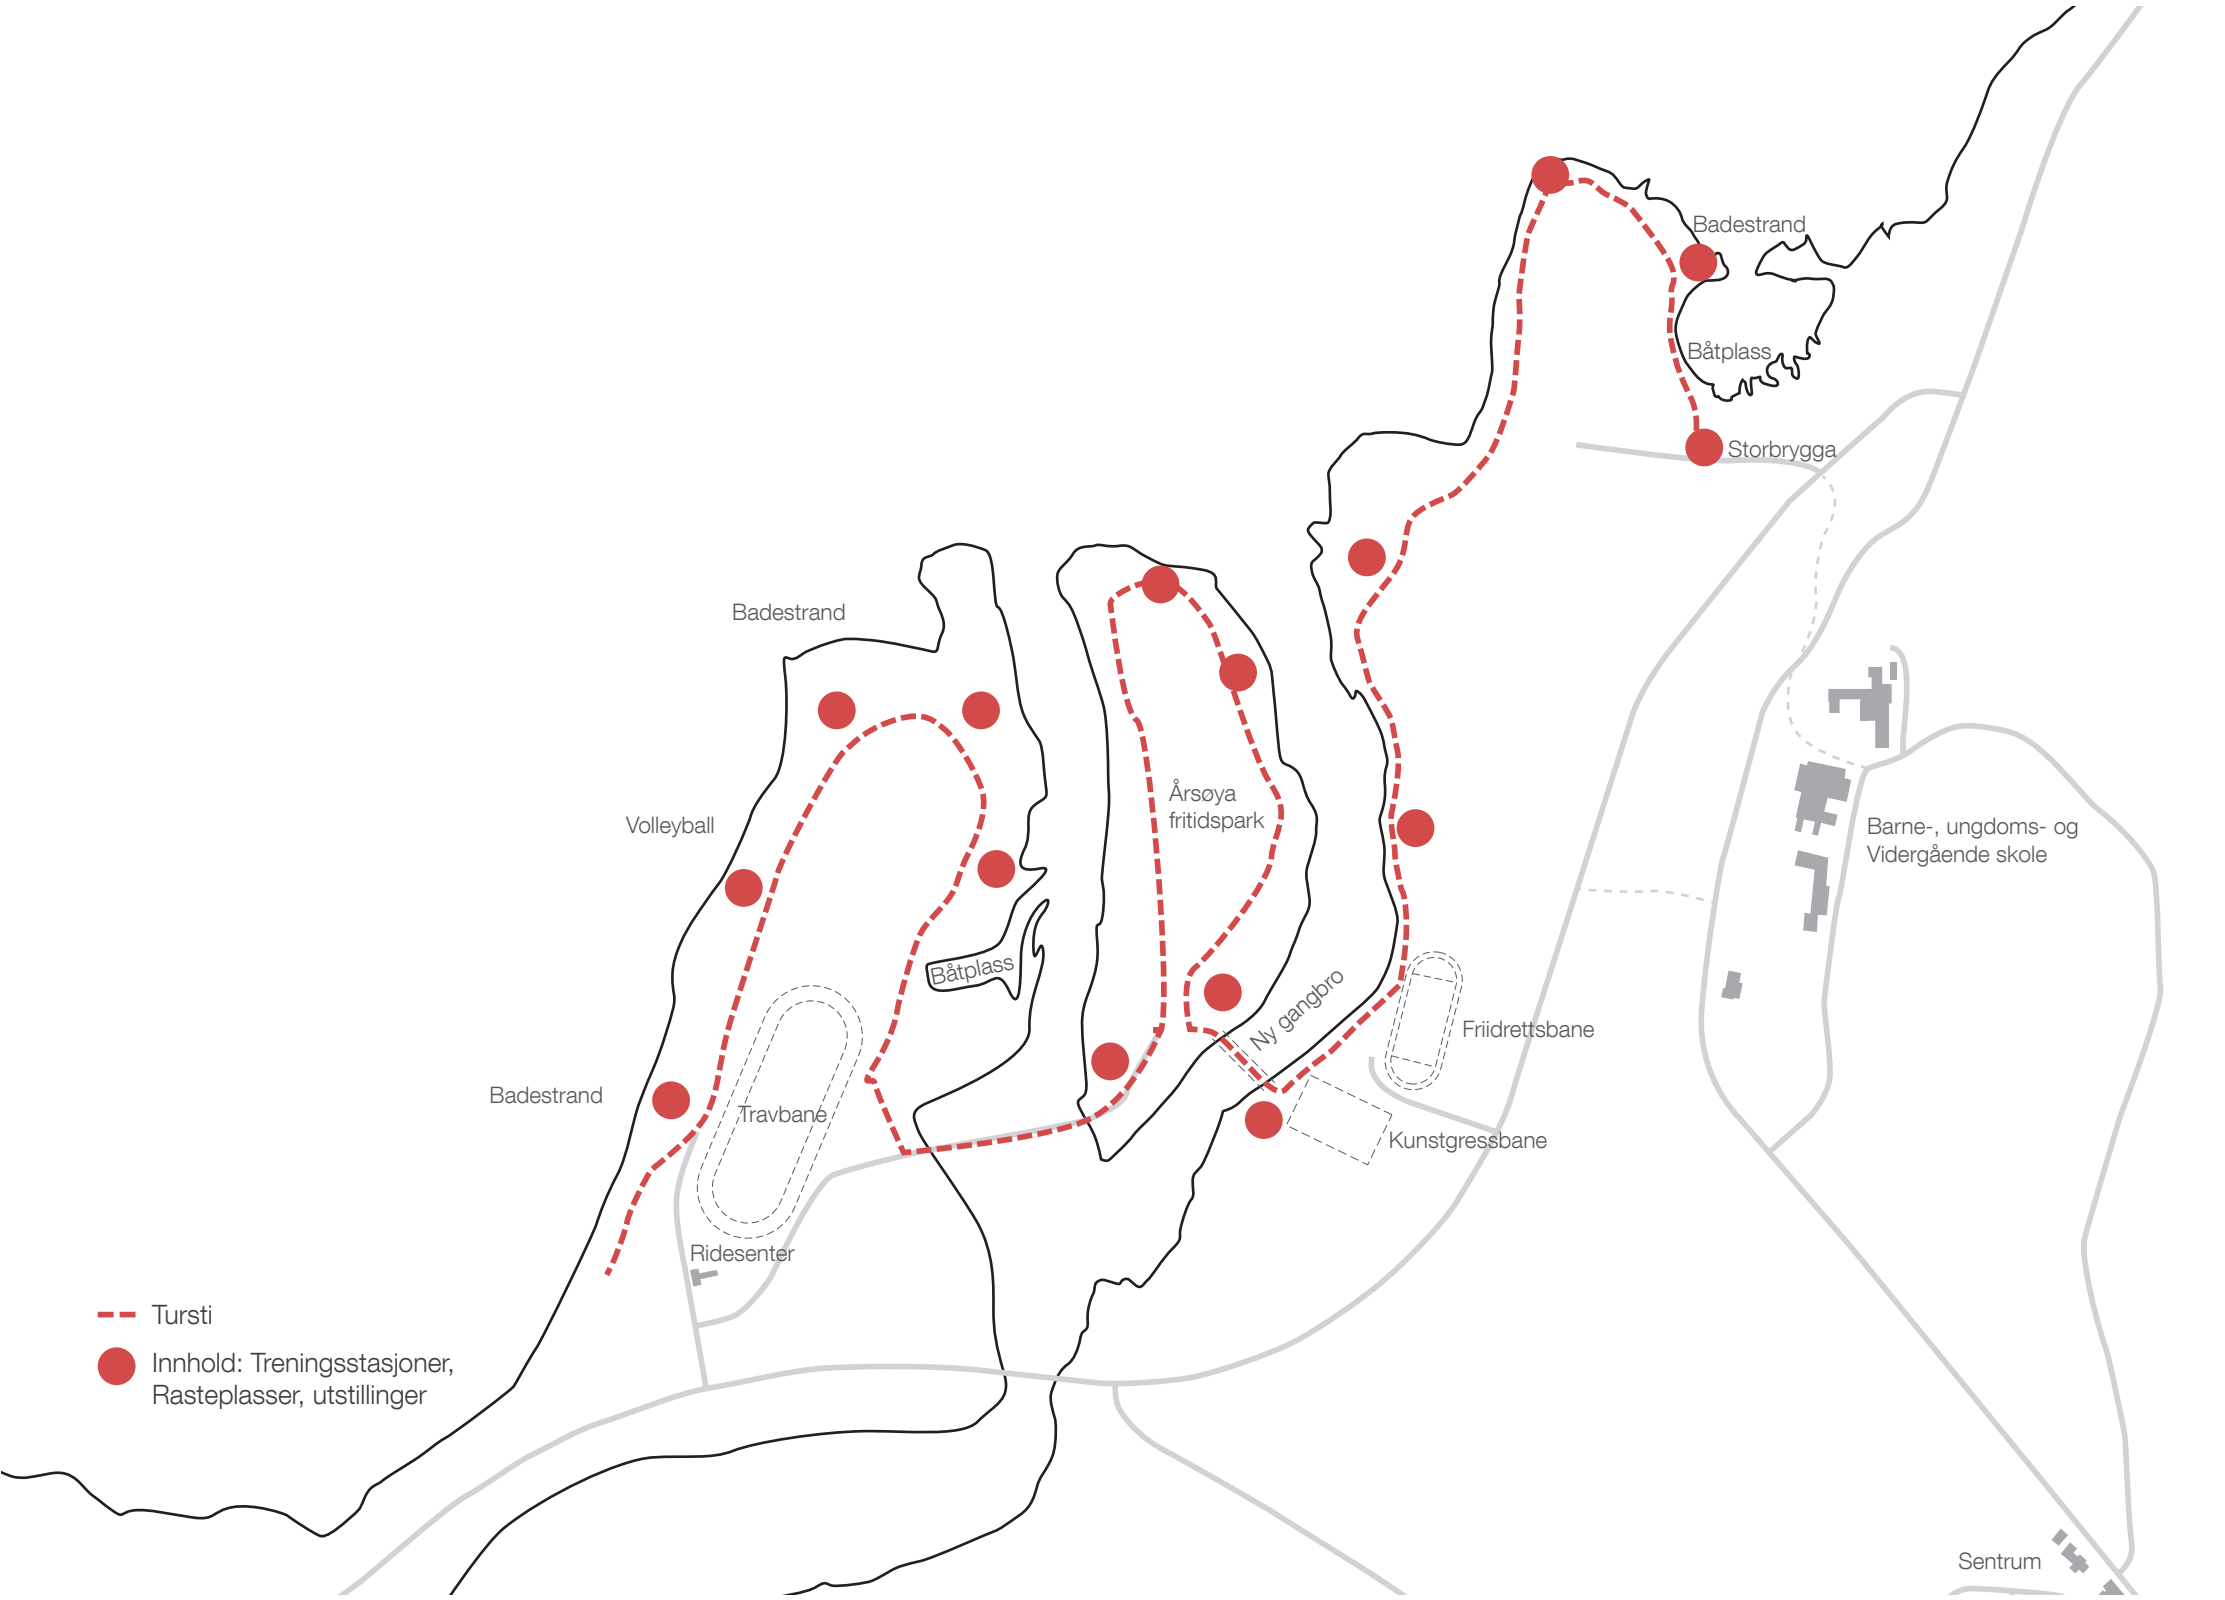 Badestrand
Båtplass
Storbrygga
Badestrand
Årsøya
fritidspark
Volleyball
Barne-, ungdoms- og
Vidergående skole
Båtplass
Ny gangbro
Friidrettsbane
Badestrand
Travbane
Kunstgressbane
Ridesenter
Tursti
Innhold: Treningsstasjoner,
Rasteplasser, utstillinger
Sentrum